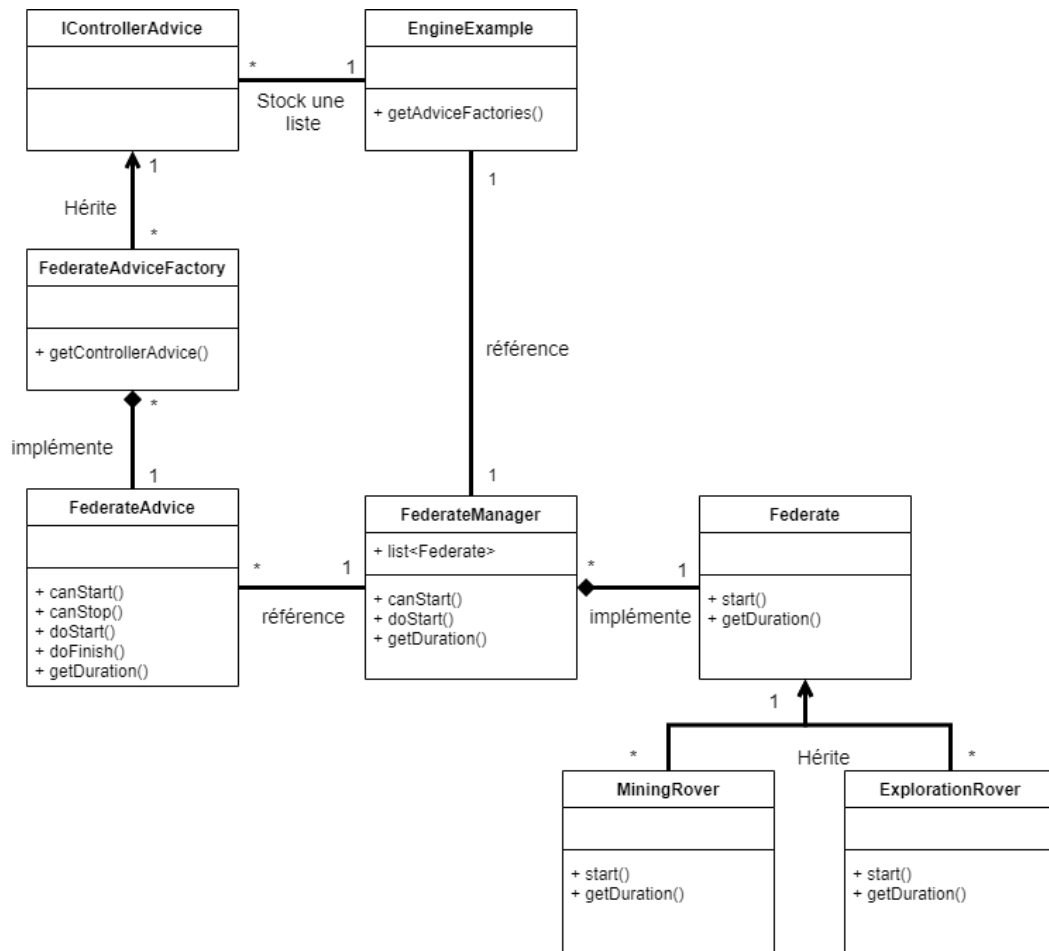 IControllerAdvice
EngineExample
+ getAdviceFactories()
*
1
Stock une
liste
1
Hérite
*
1
FederateAdviceFactory
+ getControllerAdvice()
référence
*
implémente
1
1
FederateAdvice
+ canStart()
+ canStop()
+ doStart()
+ doFinish()
+ getDuration()
*
1
référence
FederateManager
+ list<Federate>
+ canStart()
+ doStart()
+ getDuration()
*
1
implémente
Federate
+ start()
+ getDuration()
1
*
Hérite
*
MiningRover
+ start()
+ getDuration()
ExplorationRover
+ start()
+ getDuration()